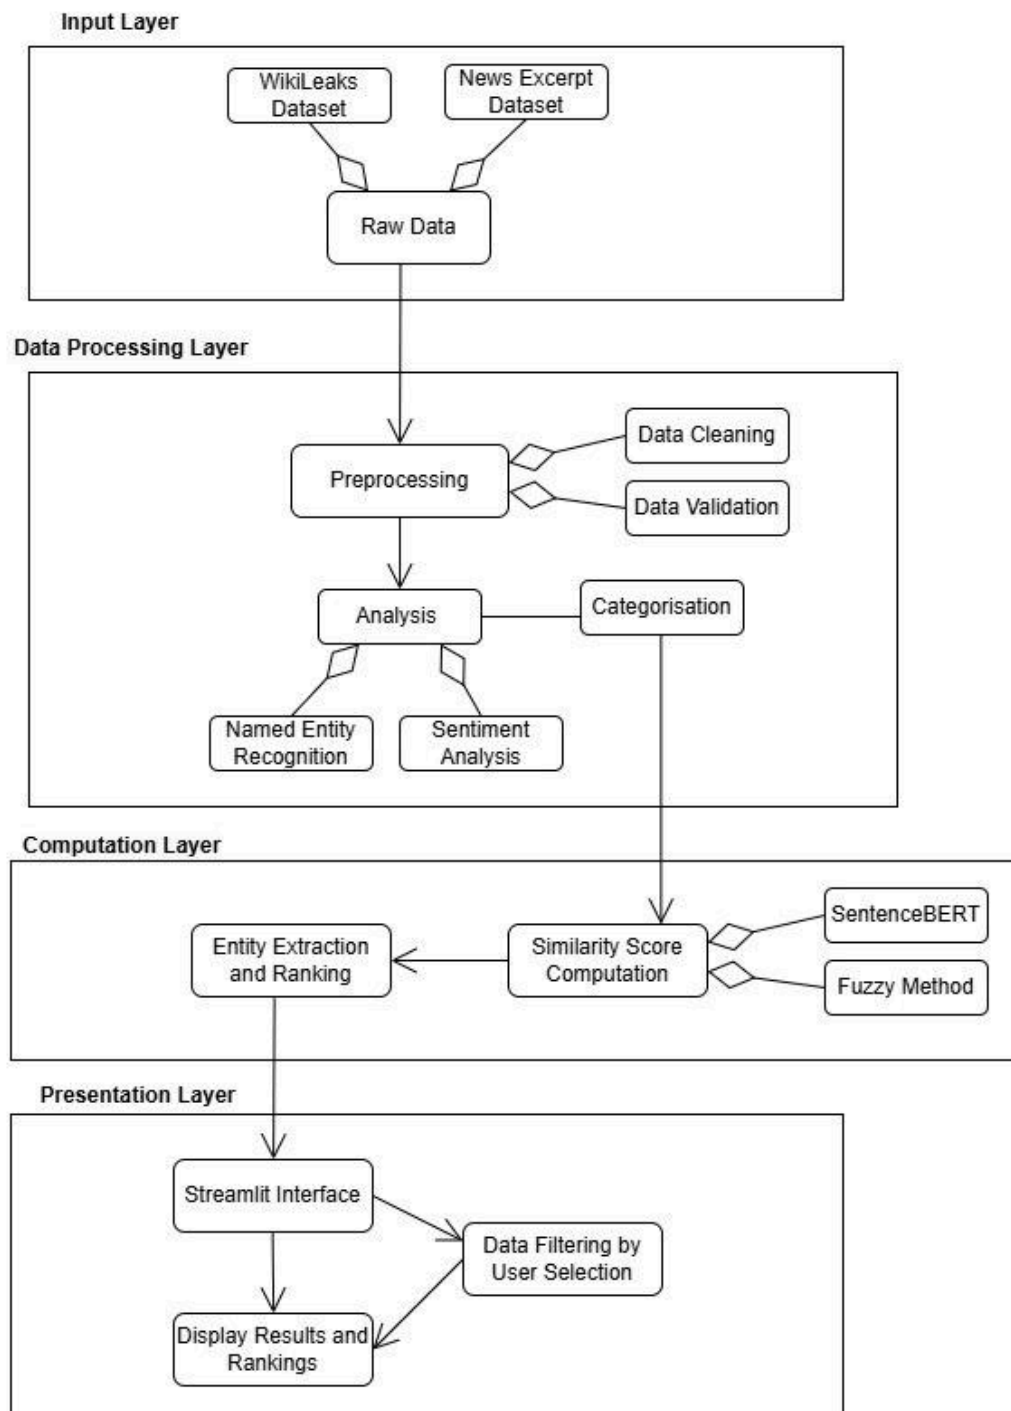 Input Layer
WikiLeaks
Dataset
News Excerpt
Dataset
Raw Data
Data Processing Layer
Data Cleaning
Preprocessing
Data Validation
Analysis
Categorisation
Named Entity
Recognition
Sentiment
Analysis
Computation Layer
SentenceBERT
Entity Extraction
and Ranking
Similarity Score
Computation
Fuzzy Method
Presentation Layer
Streamlit Interface
Data Filtering by
User Selection
Display Results and
Rankings